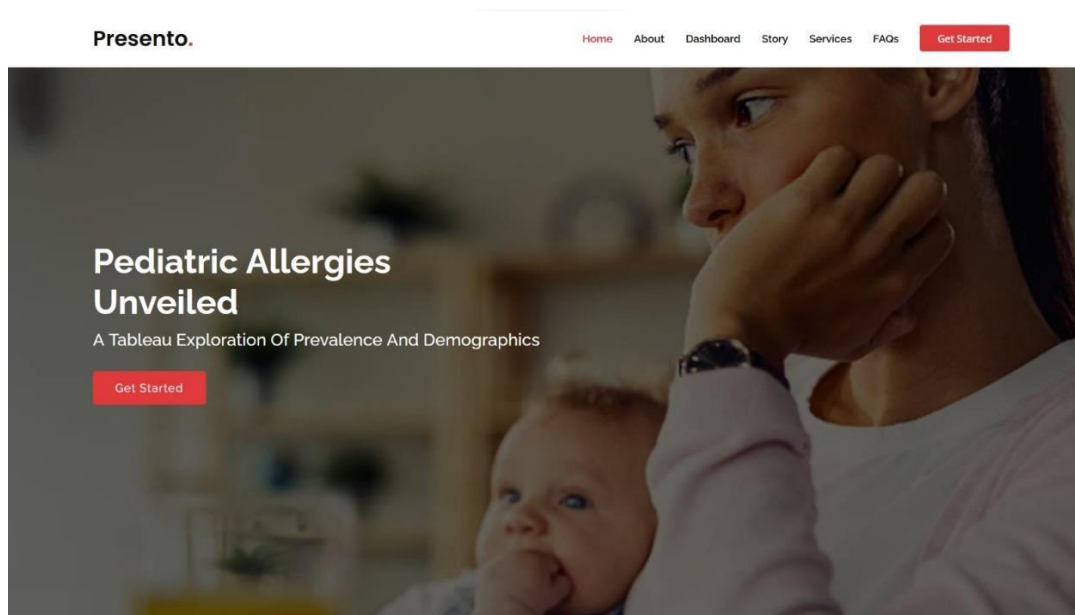 Presento.
Home About Dashboard Story Services FAQs Get Started
Pediatric Allergies
Unveiled
A Tableau Exploration Of Prevalence And Demographics
Get Started